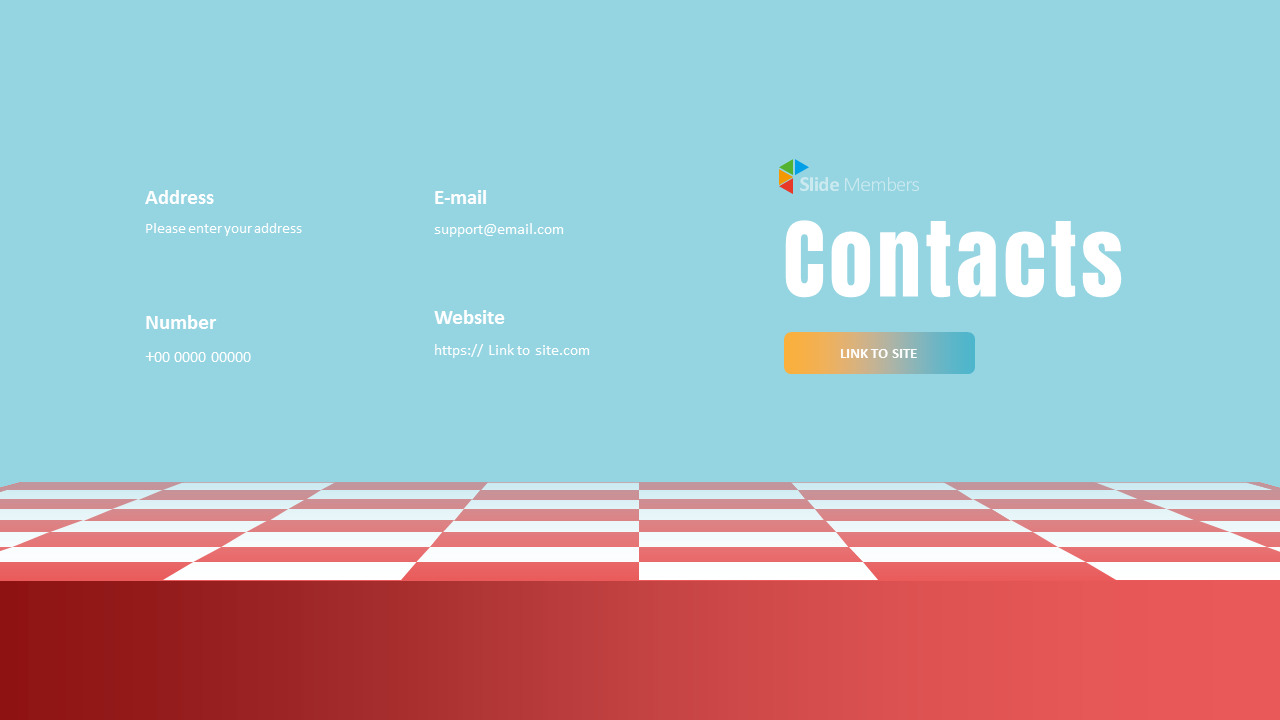 Address
Please enter your address
Number
+00 0000 00000
E-mail
support@email.com
Website
https:// Link to site.com
Slide Members
Contacts
LINK TO SITE